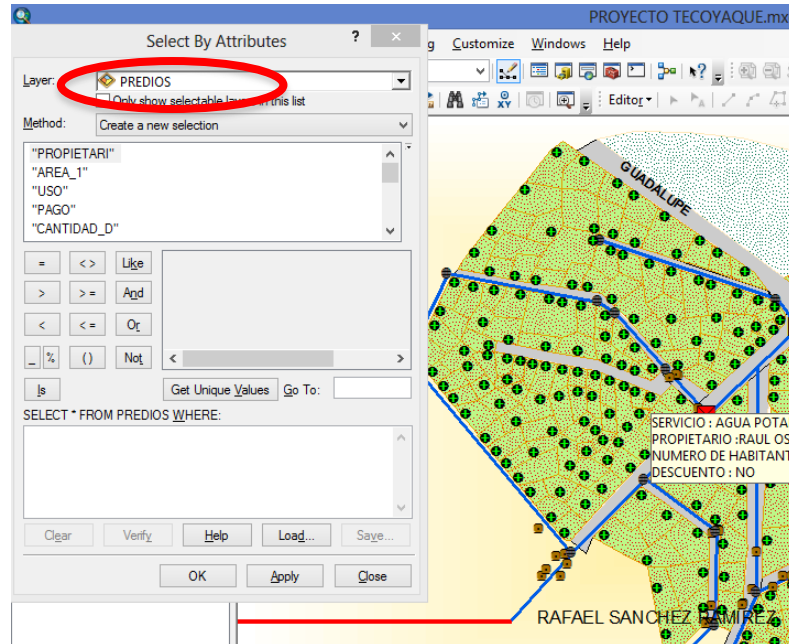 PROYECTO TECOYAQUE.mx
Select By Attributes
?
Customize Windows Help
Layer: PREDIOS
Only show selectable layers in this list
Editor
Method: Create a new selection
"PROPIETARI"
"AREA_1"
"USO"
"PAGO"
"CANTIDAD_D"
= < > Like
> > = And
< < = Or
_ % ( ) Not
Is Get Unique Values Go To:
SELECT * FROM PREDIOS WHERE:
Clear Verify Help Load... Save...
OK Apply Close
GUADALUPE
SERVICIO : AGUA POTA
PROPIETARIO :RAUL OS
NUMERO DE HABITANT
DESCUENTO : NO
RAFAEL SANCHEZ RAMIREZ